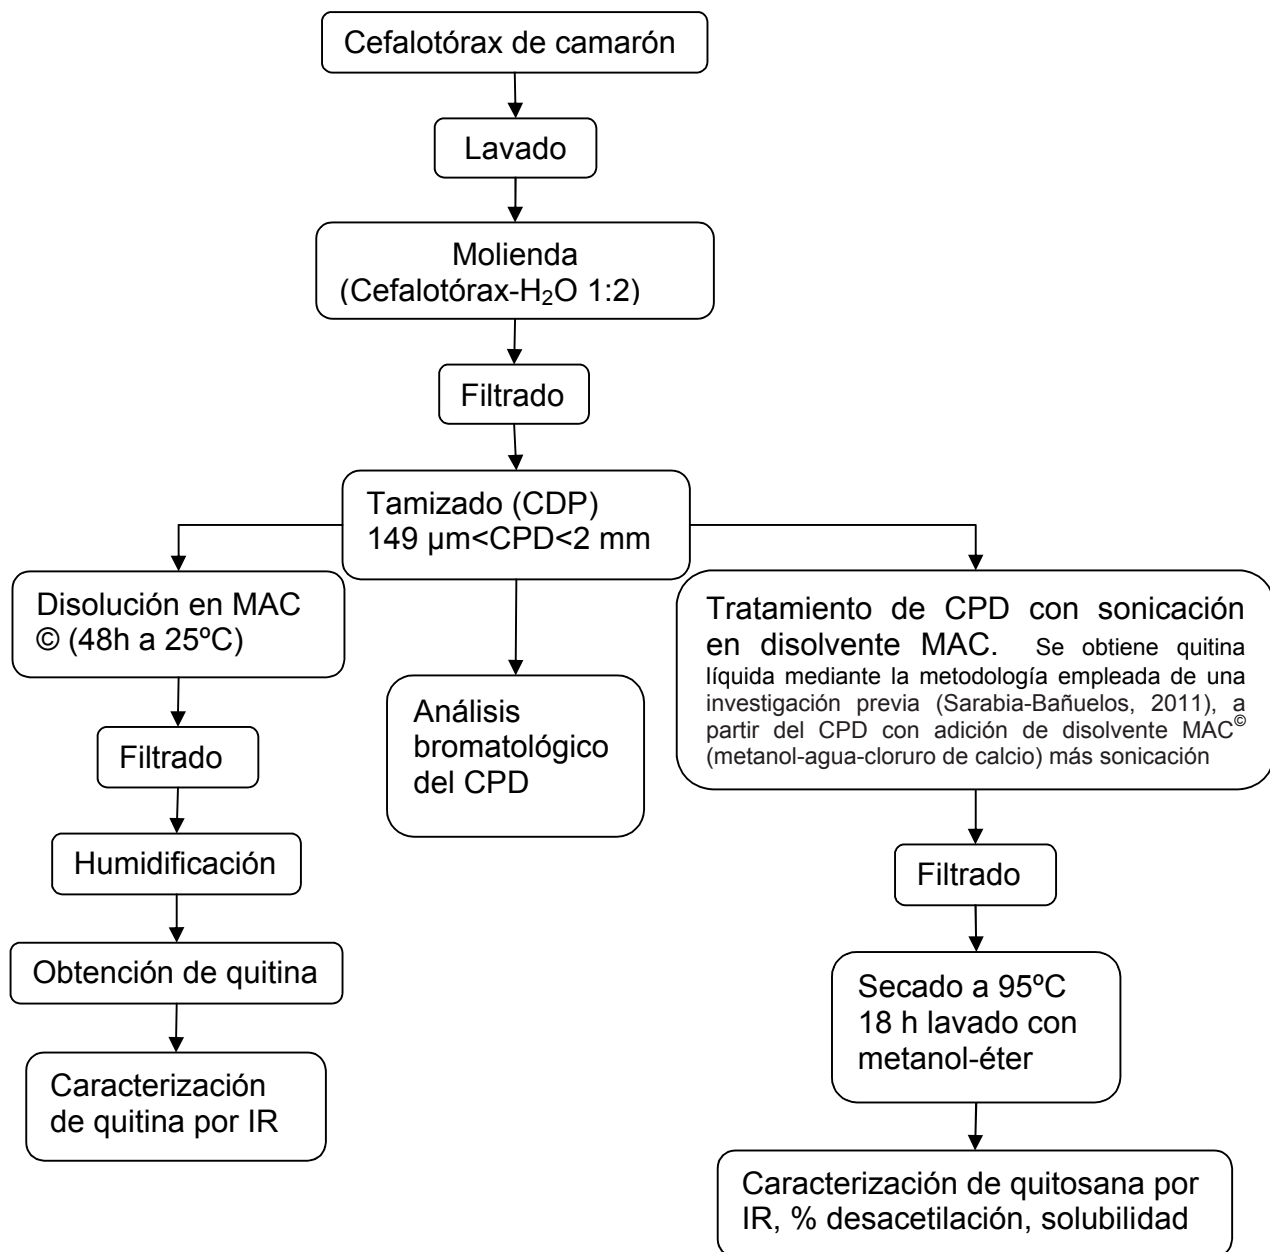 Cefalotórax de camarón
Lavado
Molienda
(Cefalotórax-H₂O 1:2)
Filtrado
Tamizado (CDP)
149 µm<CPD<2 mm
Disolución en MAC
© (48h a 25ºC)
Filtrado
Humidificación
Obtención de quitina
Caracterización
de quitina por IR
Análisis
bromatológico
del CPD
Tratamiento de CPD con sonicación
en disolvente MAC. Se obtiene quitina
líquida mediante la metodología empleada de una
investigación previa (Sarabia-Bañuelos, 2011), a
partir del CPD con adición de disolvente MAC©
(metanol-agua-cloruro de calcio) más sonicación
Filtrado
Secado a 95ºC
18 h lavado con
metanol-éter
Caracterización de quitosana por
IR, % desacetilación, solubilidad